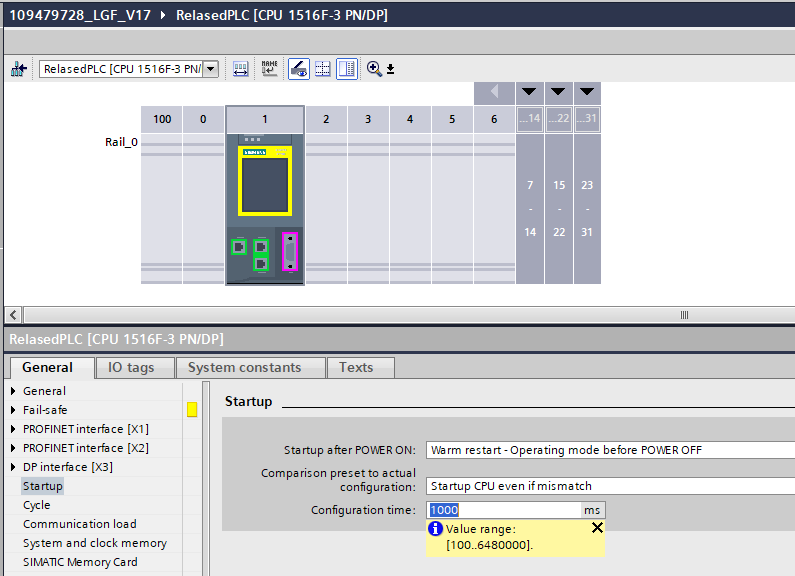 109479728_LGF_V17 ▸ RelasedPLC [CPU 1516F-3 PN/DP]
RelasedPLC [CPU 1516F-3 PN/
NAME
100 0 1 2 3 4 5 6 ...14 ...22 ...31
Rail_0
SIEMENS
7 15 23
- - -
14 22 31
RelasedPLC [CPU 1516F-3 PN/DP]
General IO tags System constants Texts
General
Fail-safe
PROFINET interface [X1]
PROFINET interface [X2]
DP interface [X3]
Startup
Cycle
Communication load
System and clock memory
SIMATIC Memory Card
Startup
Startup after POWER ON: Warm restart - Operating mode before POWER OFF
Comparison preset to actual
configuration: Startup CPU even if mismatch
Configuration time: 1000 ms
Value range:
[100..6480000].